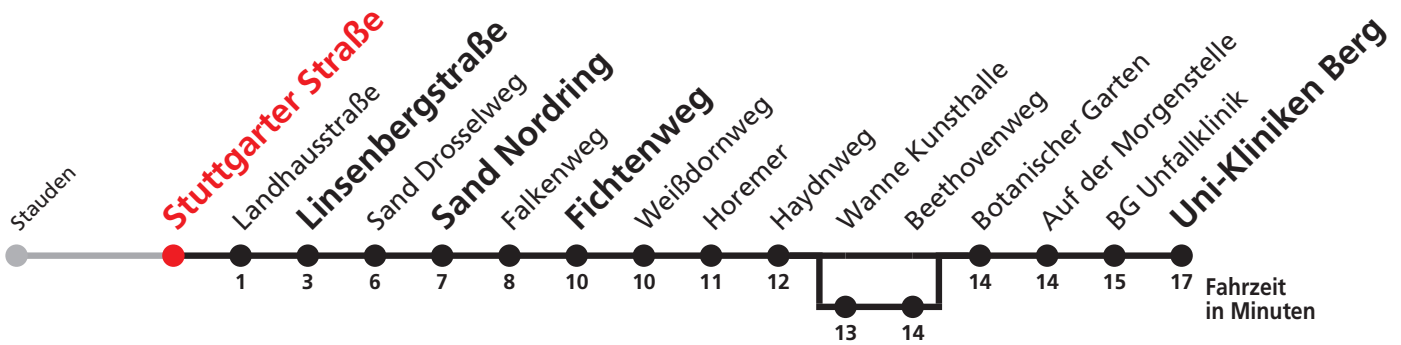 Stauden
Stuttgarter Straße
Landhausstraße
Linsenbergstraße
Sand Drosselweg
Sand Nordring
Falkenweg
Fichtenweg
Weißdornweg
Horemer
Haydnweg
Wanne Kunsthalle
Beethovenweg
Botanischer Garten
Auf der Morgenstelle
BG Unfallklinik
Uni-Kliniken Berg
1 3 6 7 8 10 10 11 12 14 14 15 17
Fahrzeit
in Minuten
13 14